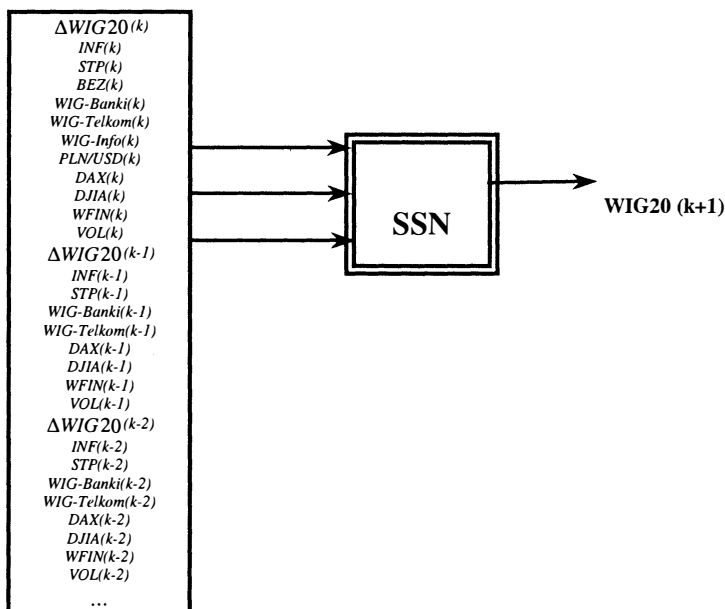 ΔWIG20(k)
INF(k)
STP(k)
BEZ(k)
WIG-Banki(k)
WIG-Telkom(k)
WIG-Info(k)
PLN/USD(k)
DAX(k)
DJIA(k)
WFIN(k)
VOL(k)
ΔWIG20(k-1)
INF(k-1)
STP(k-1)
WIG-Banki(k-1)
WIG-Telkom(k-1)
DAX(k-1)
DJIA(k-1)
WFIN(k-1)
VOL(k-1)
ΔWIG20(k-2)
INF(k-2)
STP(k-2)
WIG-Banki(k-2)
WIG-Telkom(k-2)
DAX(k-2)
DJIA(k-2)
WFIN(k-2)
VOL(k-2)
...
SSN
WIG20 (k+1)